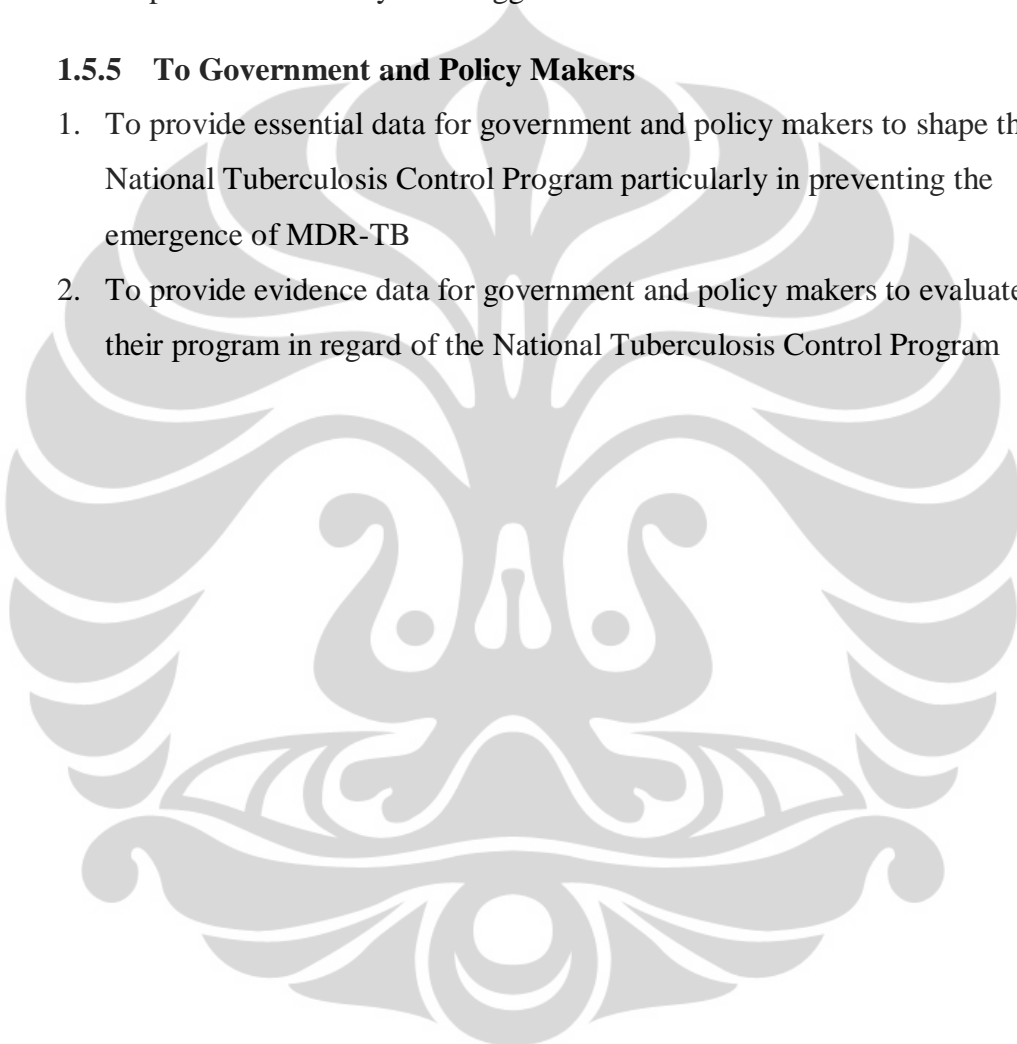 1.5.5 To Government and Policy Makers
1. To provide essential data for government and policy makers to shape th
National Tuberculosis Control Program particularly in preventing the
emergence of MDR-TB
2. To provide evidence data for government and policy makers to evaluate
their program in regard of the National Tuberculosis Control Program